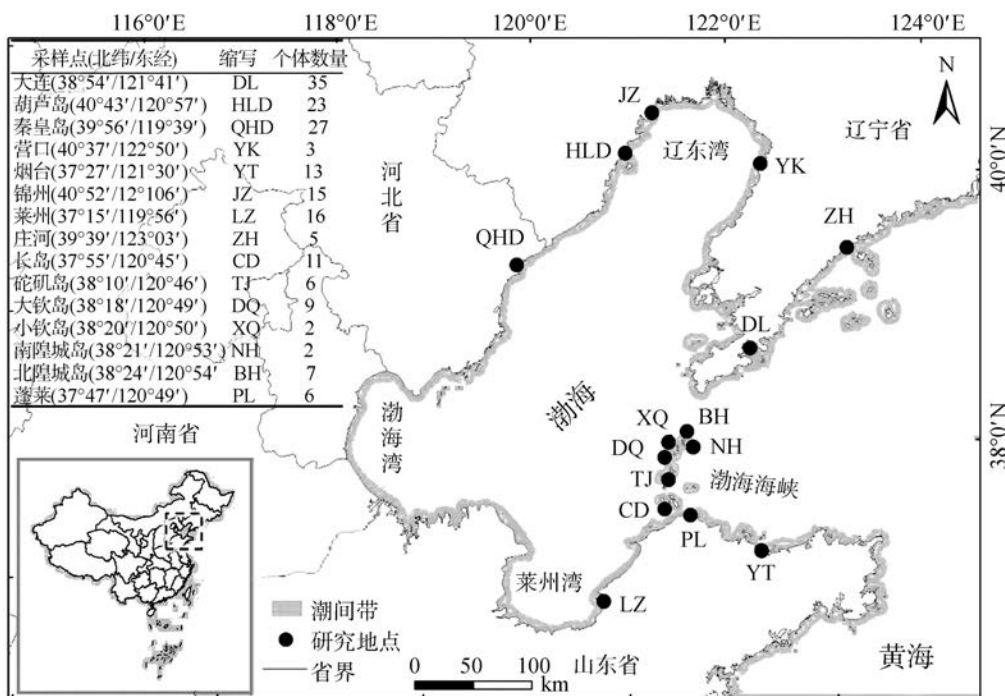 116°0′E 118°0′E 120°0′E 122°0′E 124°0′E
采样点(北纬/东经) 缩写 个体数量
大连(38°54′/121°41′) DL 35
葫芦岛(40°43′/120°57′) HLD 23
秦皇岛(39°56′/119°39′) QHD 27
营口(40°37′/122°50′) YK 3
烟台(37°27′/121°30′) YT 13
锦州(40°52′/12°106′) JZ 15
莱州(37°15′/119°56′) LZ 16
庄河(39°39′/123°03′) ZH 5
长岛(37°55′/120°45′) CD 11
砣矶岛(38°10′/120°46′) TJ 6
大钦岛(38°18′/120°49′) DQ 9
小钦岛(38°20′/120°50′) XQ 2
南隍城岛(38°21′/120°53′) NH 2
北隍城岛(38°24′/120°54′ BH 7
蓬莱(37°47′/120°49′) PL 6
N
JZ
辽宁省
HLD
辽东湾
YK
40°0′N
河北省
ZH
QHD
DL
渤海
XQ
BH
38°0′N
河南省
渤海湾
DQ
NH
TJ
渤海海峡
CD
PL
YT
莱州湾
LZ
潮间带
研究地点
省界
0 50 100
km
山东省
黄海